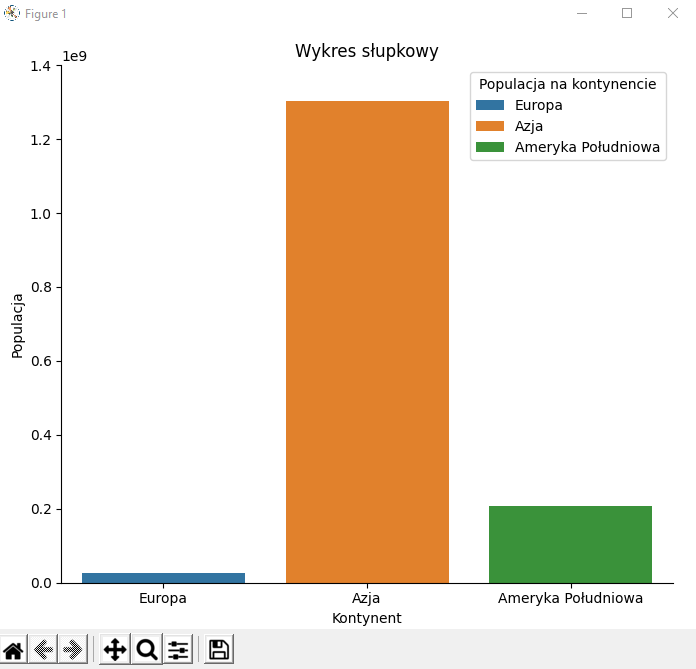 Figure 1
Wykres słupkowy
1e9
1.4
1.2
1.0
0.8
0.6
0.4
0.2
0.0
Populacja
Populacja na kontynencie
Europa
Azja
Ameryka Południowa
Europa Azja Ameryka Południowa
Kontynent